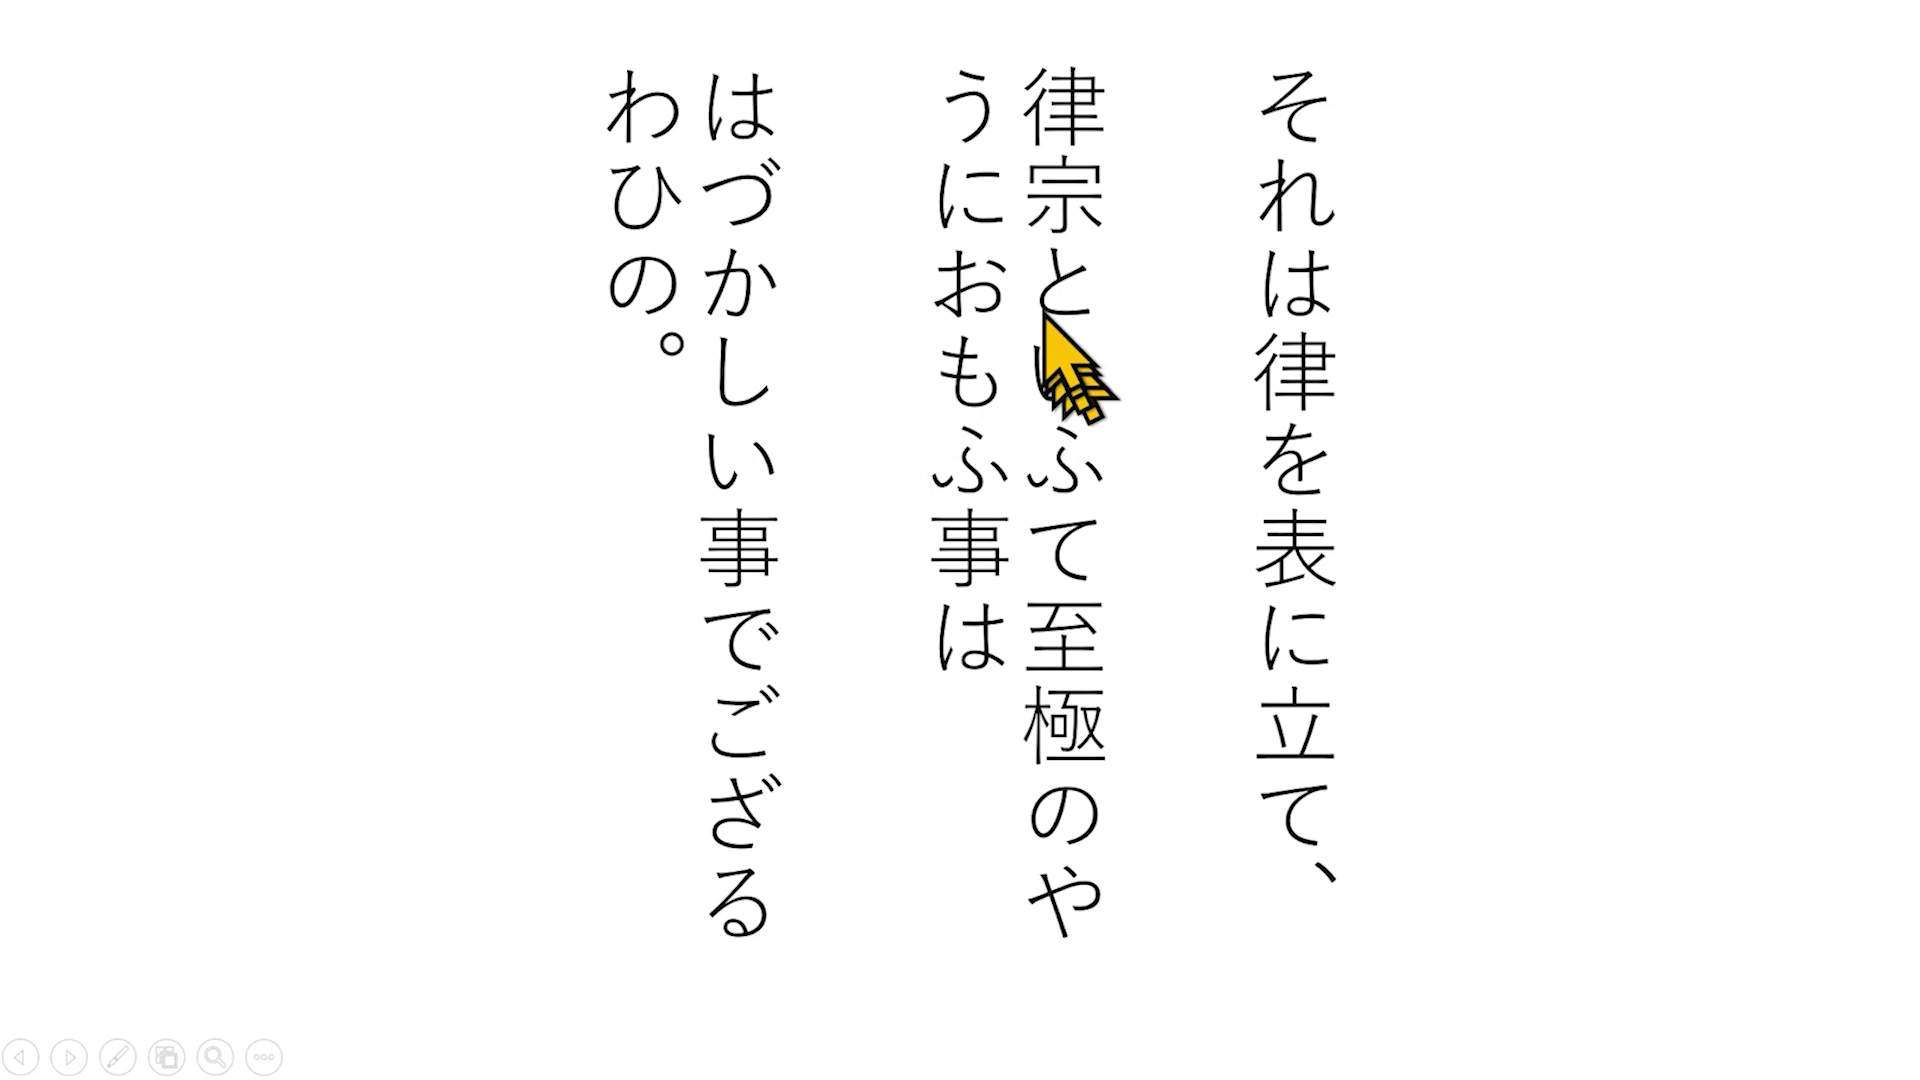 それは律を表に立て、
律宗といふて至極のや
うにおもふ事は
はづかしい事でござる
わひの。